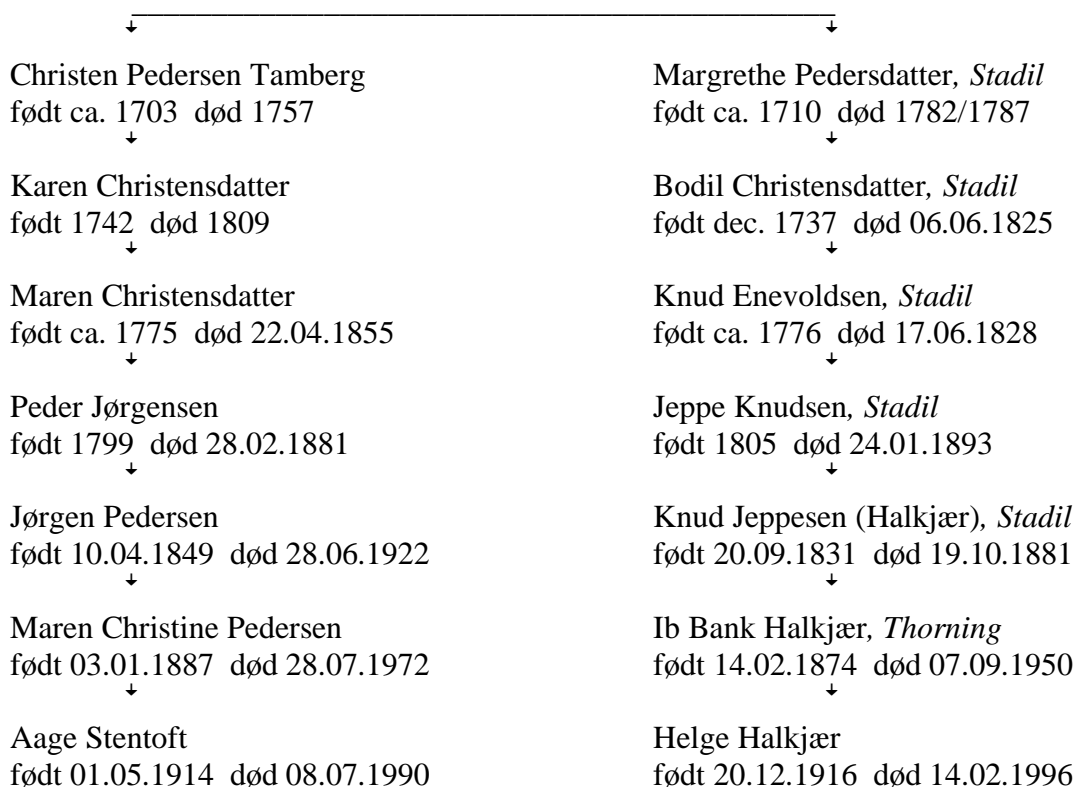 Christen Pedersen Tamberg
født ca. 1703 død 1757
Karen Christensdatter
født 1742 død 1809
Maren Christensdatter
født ca. 1775 død 22.04.1855
Peder Jørgensen
født 1799 død 28.02.1881
Jørgen Pedersen
født 10.04.1849 død 28.06.1922
Maren Christine Pedersen
født 03.01.1887 død 28.07.1972
Aage Stentoft
født 01.05.1914 død 08.07.1990
Margrethe Pedersdatter, Stadil
født ca. 1710 død 1782/1787
Bodil Christensdatter, Stadil
født dec. 1737 død 06.06.1825
Knud Enevoldsen, Stadil
født ca. 1776 død 17.06.1828
Jeppe Knudsen, Stadil
født 1805 død 24.01.1893
Knud Jeppesen (Halkjær), Stadil
født 20.09.1831 død 19.10.1881
Ib Bank Halkjær, Thorning
født 14.02.1874 død 07.09.1950
Helge Halkjær
født 20.12.1916 død 14.02.1996